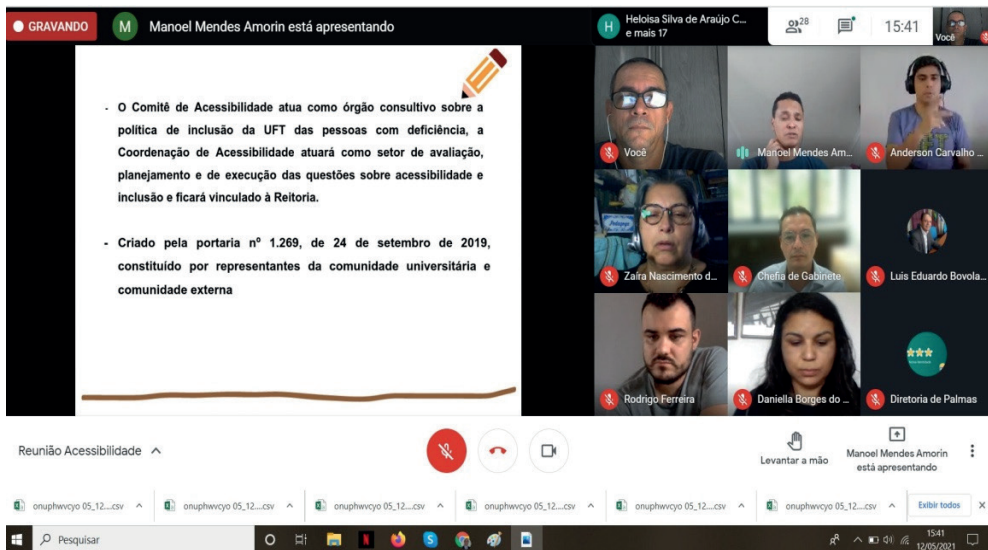 GRAVANDO
M
Manoel Mendes Amorin está apresentando
H
Heloisa Silva de Araújo C...
e mais 17
28
15:41
Você
- O Comitê de Acessibilidade atua como órgão consultivo sobre a
política de inclusão da UFT das pessoas com deficiência, a
Coordenação de Acessibilidade atuará como setor de avaliação,
planejamento e de execução das questões sobre acessibilidade e
inclusão e ficará vinculado à Reitoria.
- Criado pela portaria nº 1.269, de 24 de setembro de 2019,
constituído por representantes da comunidade universitária e
comunidade externa
Você
Manoel Mendes Am...
Anderson Carvalho ...
Zaíra Nascimento d...
Chefia de Gabinete
Luis Eduardo Bovola...
Rodrigo Ferreira
Daniella Borges do ...
Diretoria de Palmas
Reunião Acessibilidade
Levantar a mão
Manoel Mendes Amorin
está apresentando
onuphwvcyo 05_12....csv
onuphwvcyo 05_12....csv
onuphwvcyo 05_12....csv
onuphwvcyo 05_12....csv
onuphwvcyo 05_12....csv
onuphwvcyo 05_12....csv
Exibir todos
Pesquisar
15:41
12/05/2021